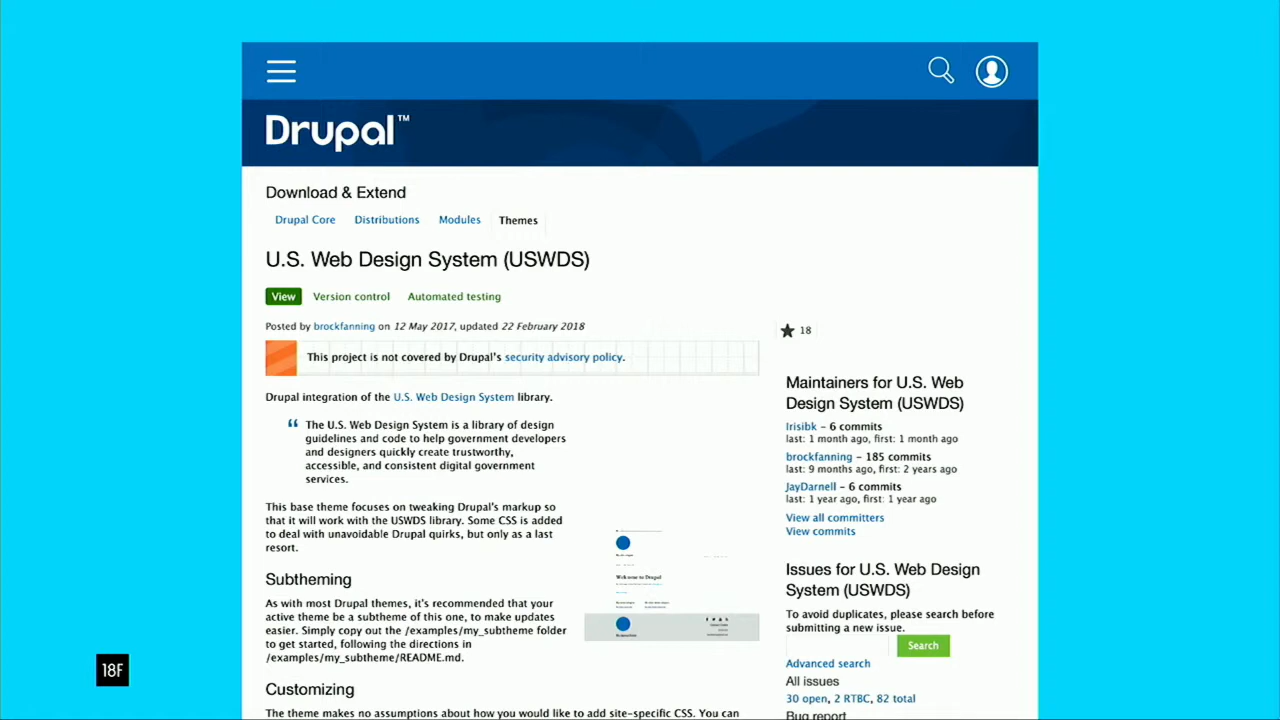 Drupal™
Download & Extend
Drupal Core Distributions Modules Themes
U.S. Web Design System (USWDS)
View Version control Automated testing
Posted by brockfanning on 12 May 2017, updated 22 February 2018
This project is not covered by Drupal's security advisory policy.
Drupal integration of the U.S. Web Design System library.
“ The U.S. Web Design System is a library of design
guidelines and code to help government developers
and designers quickly create trustworthy,
accessible, and consistent digital government
services.
This base theme focuses on tweaking Drupal's markup so
that it will work with the USWDS library. Some CSS is added
to deal with unavoidable Drupal quirks, but only as a last
resort.
Welcome to Drupal
Subtheming
As with most Drupal themes, it's recommended that your
active theme be a subtheme of this one, to make updates
easier. Simply copy out the /examples/my_subtheme folder
to get started, following the directions in
/examples/my_subtheme/README.md.
Customizing
The theme makes no assumptions about how you would like to add site-specific CSS. You can
18
Maintainers for U.S. Web
Design System (USWDS)
Irisibk – 6 commits
last: 1 month ago, first: 1 month ago
brockfanning – 185 commits
last: 9 months ago, first: 2 years ago
JayDarnell – 6 commits
last: 1 year ago, first: 1 year ago
View all committers
View commits
Issues for U.S. Web Design
System (USWDS)
To avoid duplicates, please search before
submitting a new issue.
Search
Advanced search
All issues
30 open, 2 RTBC, 82 total
Bug report
18F